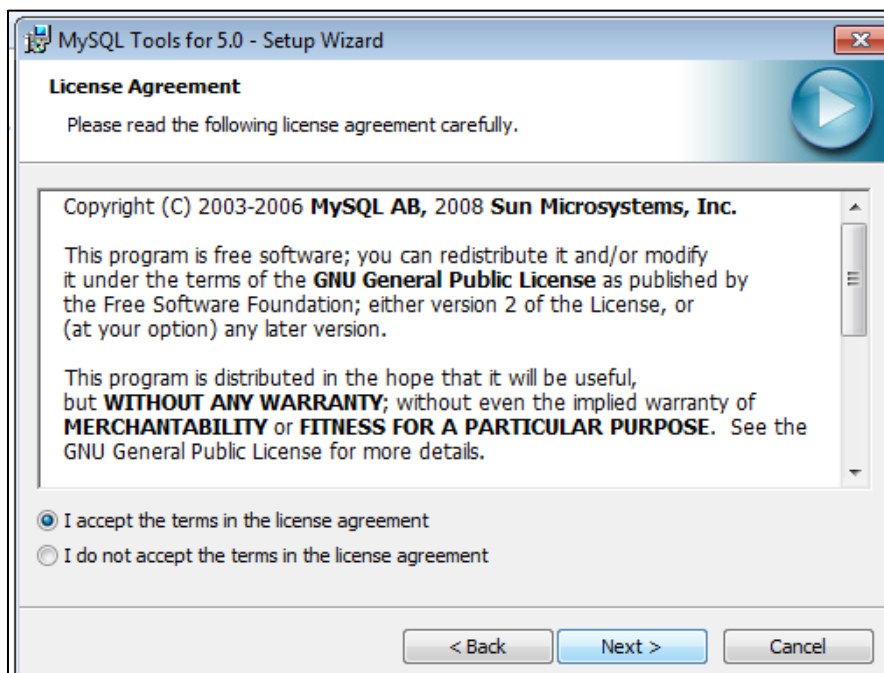 MySQL Tools for 5.0 - Setup Wizard
License Agreement
Please read the following license agreement carefully.
Copyright (C) 2003-2006 MySQL AB, 2008 Sun Microsystems, Inc.
This program is free software; you can redistribute it and/or modify
it under the terms of the GNU General Public License as published by
the Free Software Foundation; either version 2 of the License, or
(at your option) any later version.
This program is distributed in the hope that it will be useful,
but WITHOUT ANY WARRANTY; without even the implied warranty of
MERCHANTABILITY or FITNESS FOR A PARTICULAR PURPOSE.  See the
GNU General Public License for more details.
I accept the terms in the license agreement
I do not accept the terms in the license agreement
< Back Next > Cancel